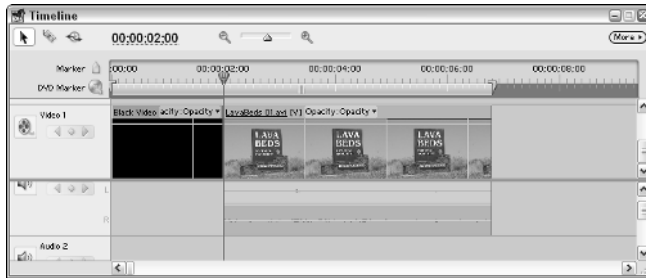 Timeline
00;00;02;00
More
Marker
;00;00
00;00;02;00
00;00;04;00
00;00;06;00
00;00;08;00
DVD Marker
Video 1
Black Video acity:Opacity
LavaBeds 01.avi [V] Opacity:Opacity
LAVA BEDS
LAVA BEDS
LAVA BEDS
L
R
Audio 2